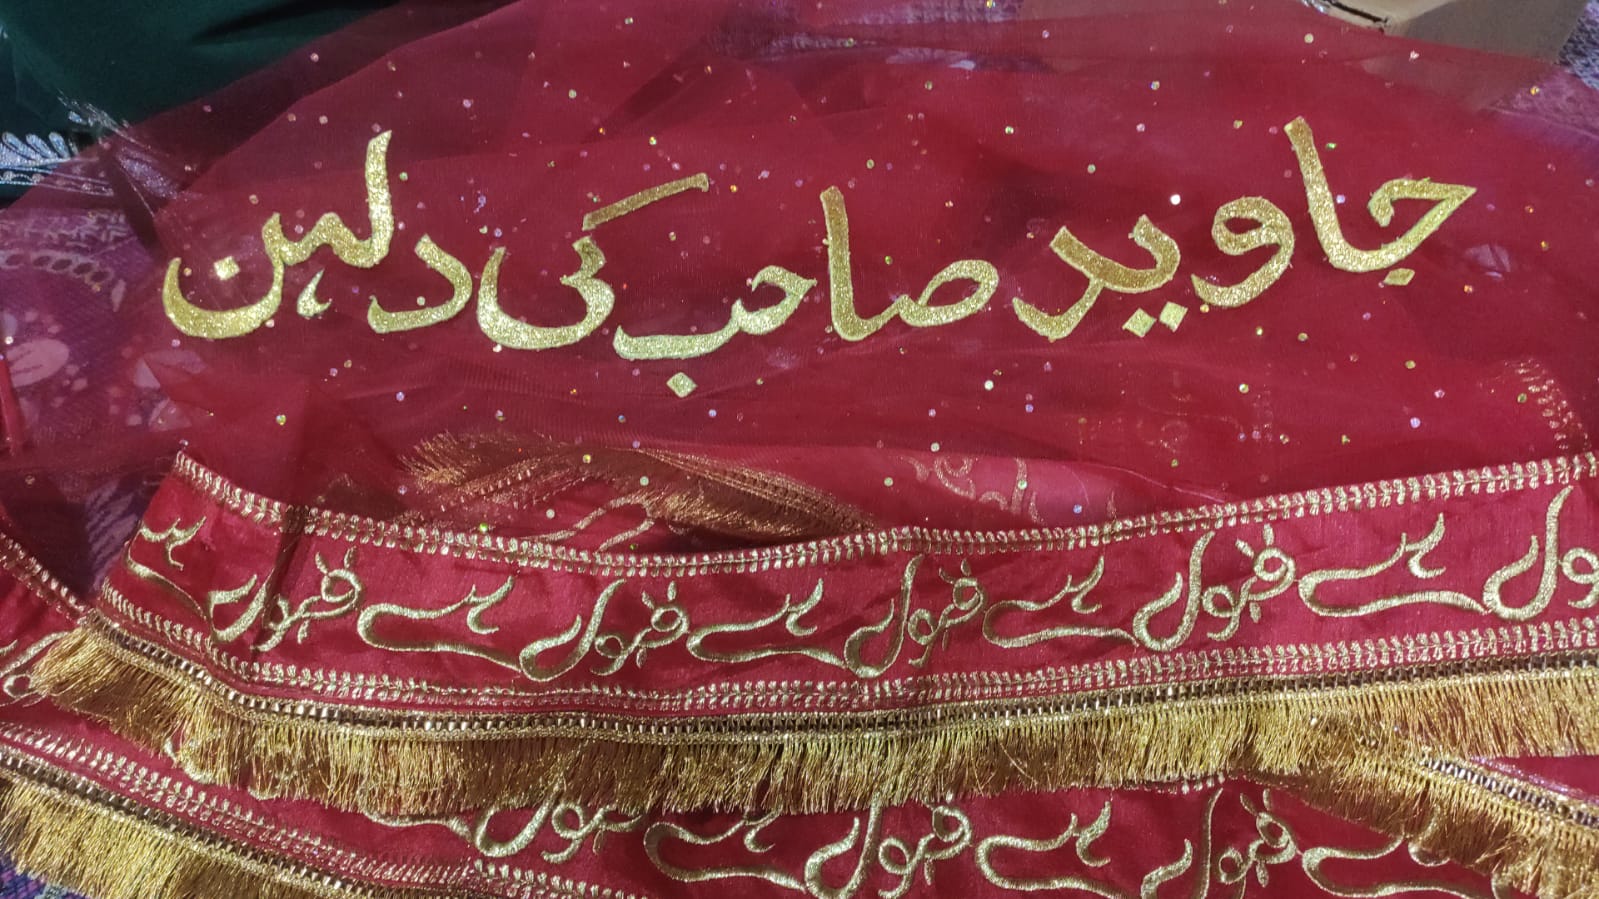 جاوید صاحب کی دلہن
قبول ہے قبول ہے قبول ہے قبول ہے قبول ہے
قبول ہے قبول ہے قبول ہے